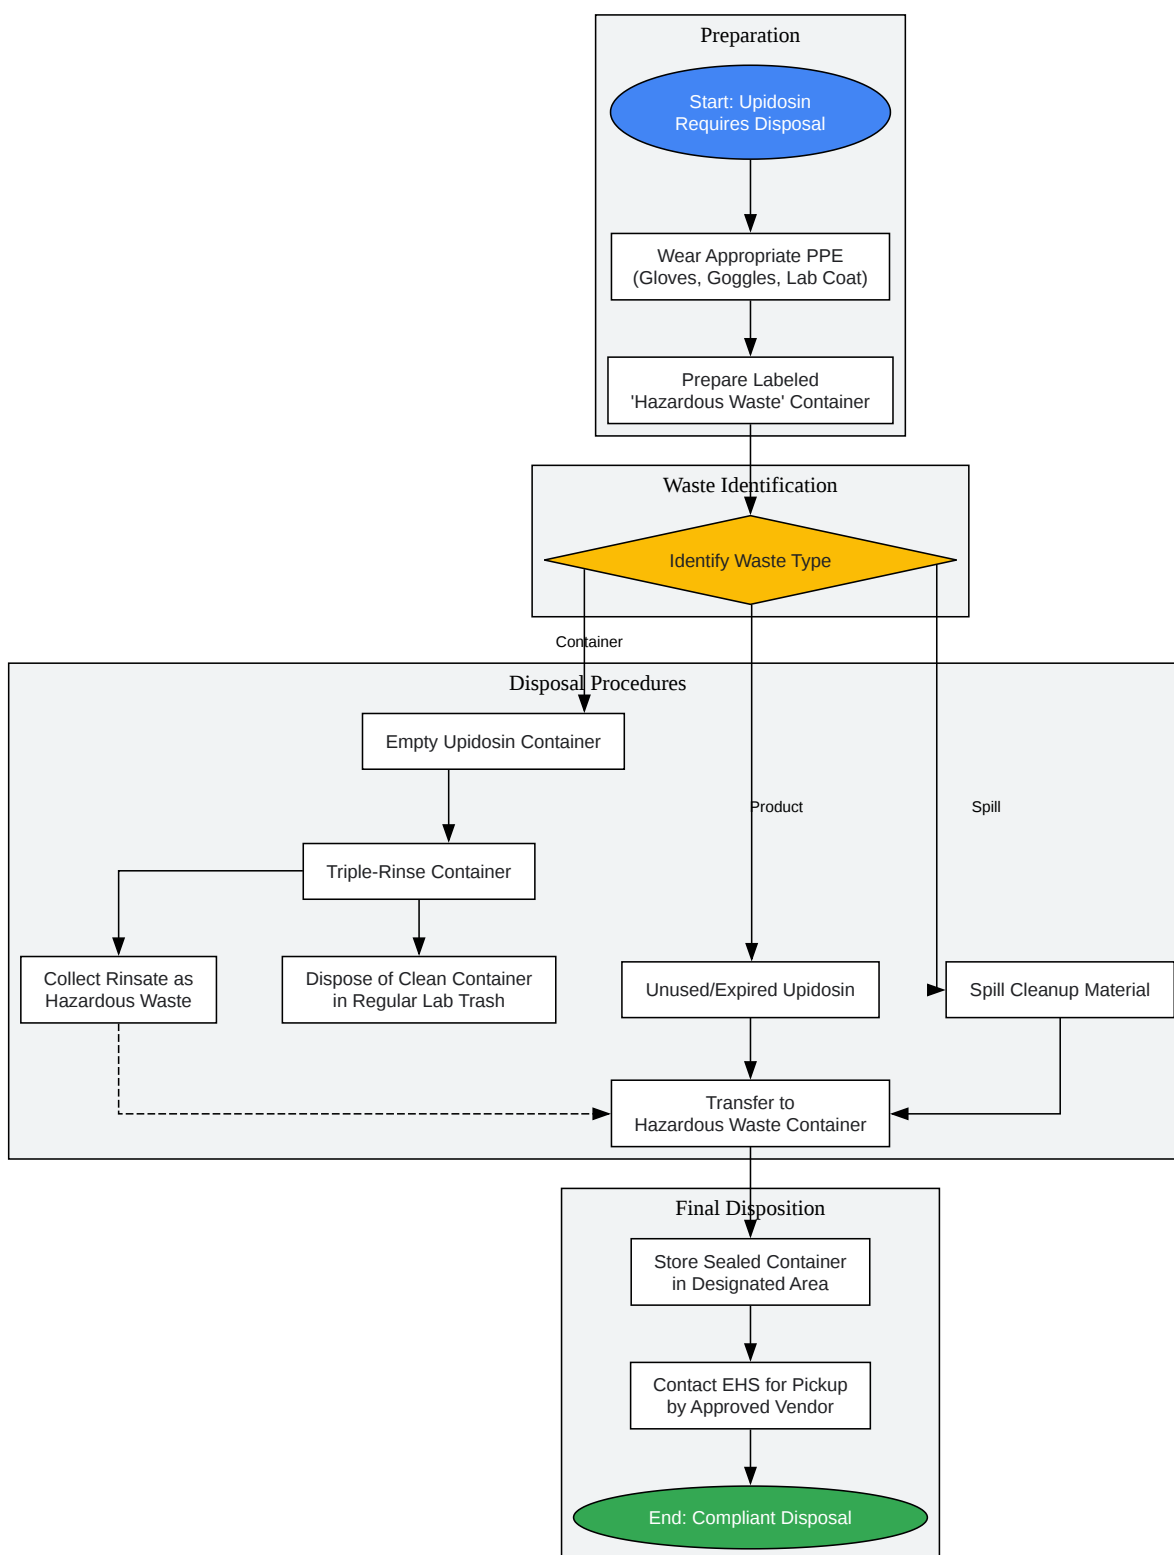 Preparation
Start: Upidosin
Requires Disposal
Wear Appropriate PPE
(Gloves, Goggles, Lab Coat)
Prepare Labeled
'Hazardous Waste' Container
Waste Identification
Identify Waste Type
Container
Disposal Procedures
Empty Upidosin Container
Product
Spill
Triple-Rinse Container
Collect Rinsate as
Hazardous Waste
Dispose of Clean Container
in Regular Lab Trash
Unused/Expired Upidosin
Spill Cleanup Material
Transfer to
Hazardous Waste Container
Final Disposition
Store Sealed Container
in Designated Area
Contact EHS for Pickup
by Approved Vendor
End: Compliant Disposal